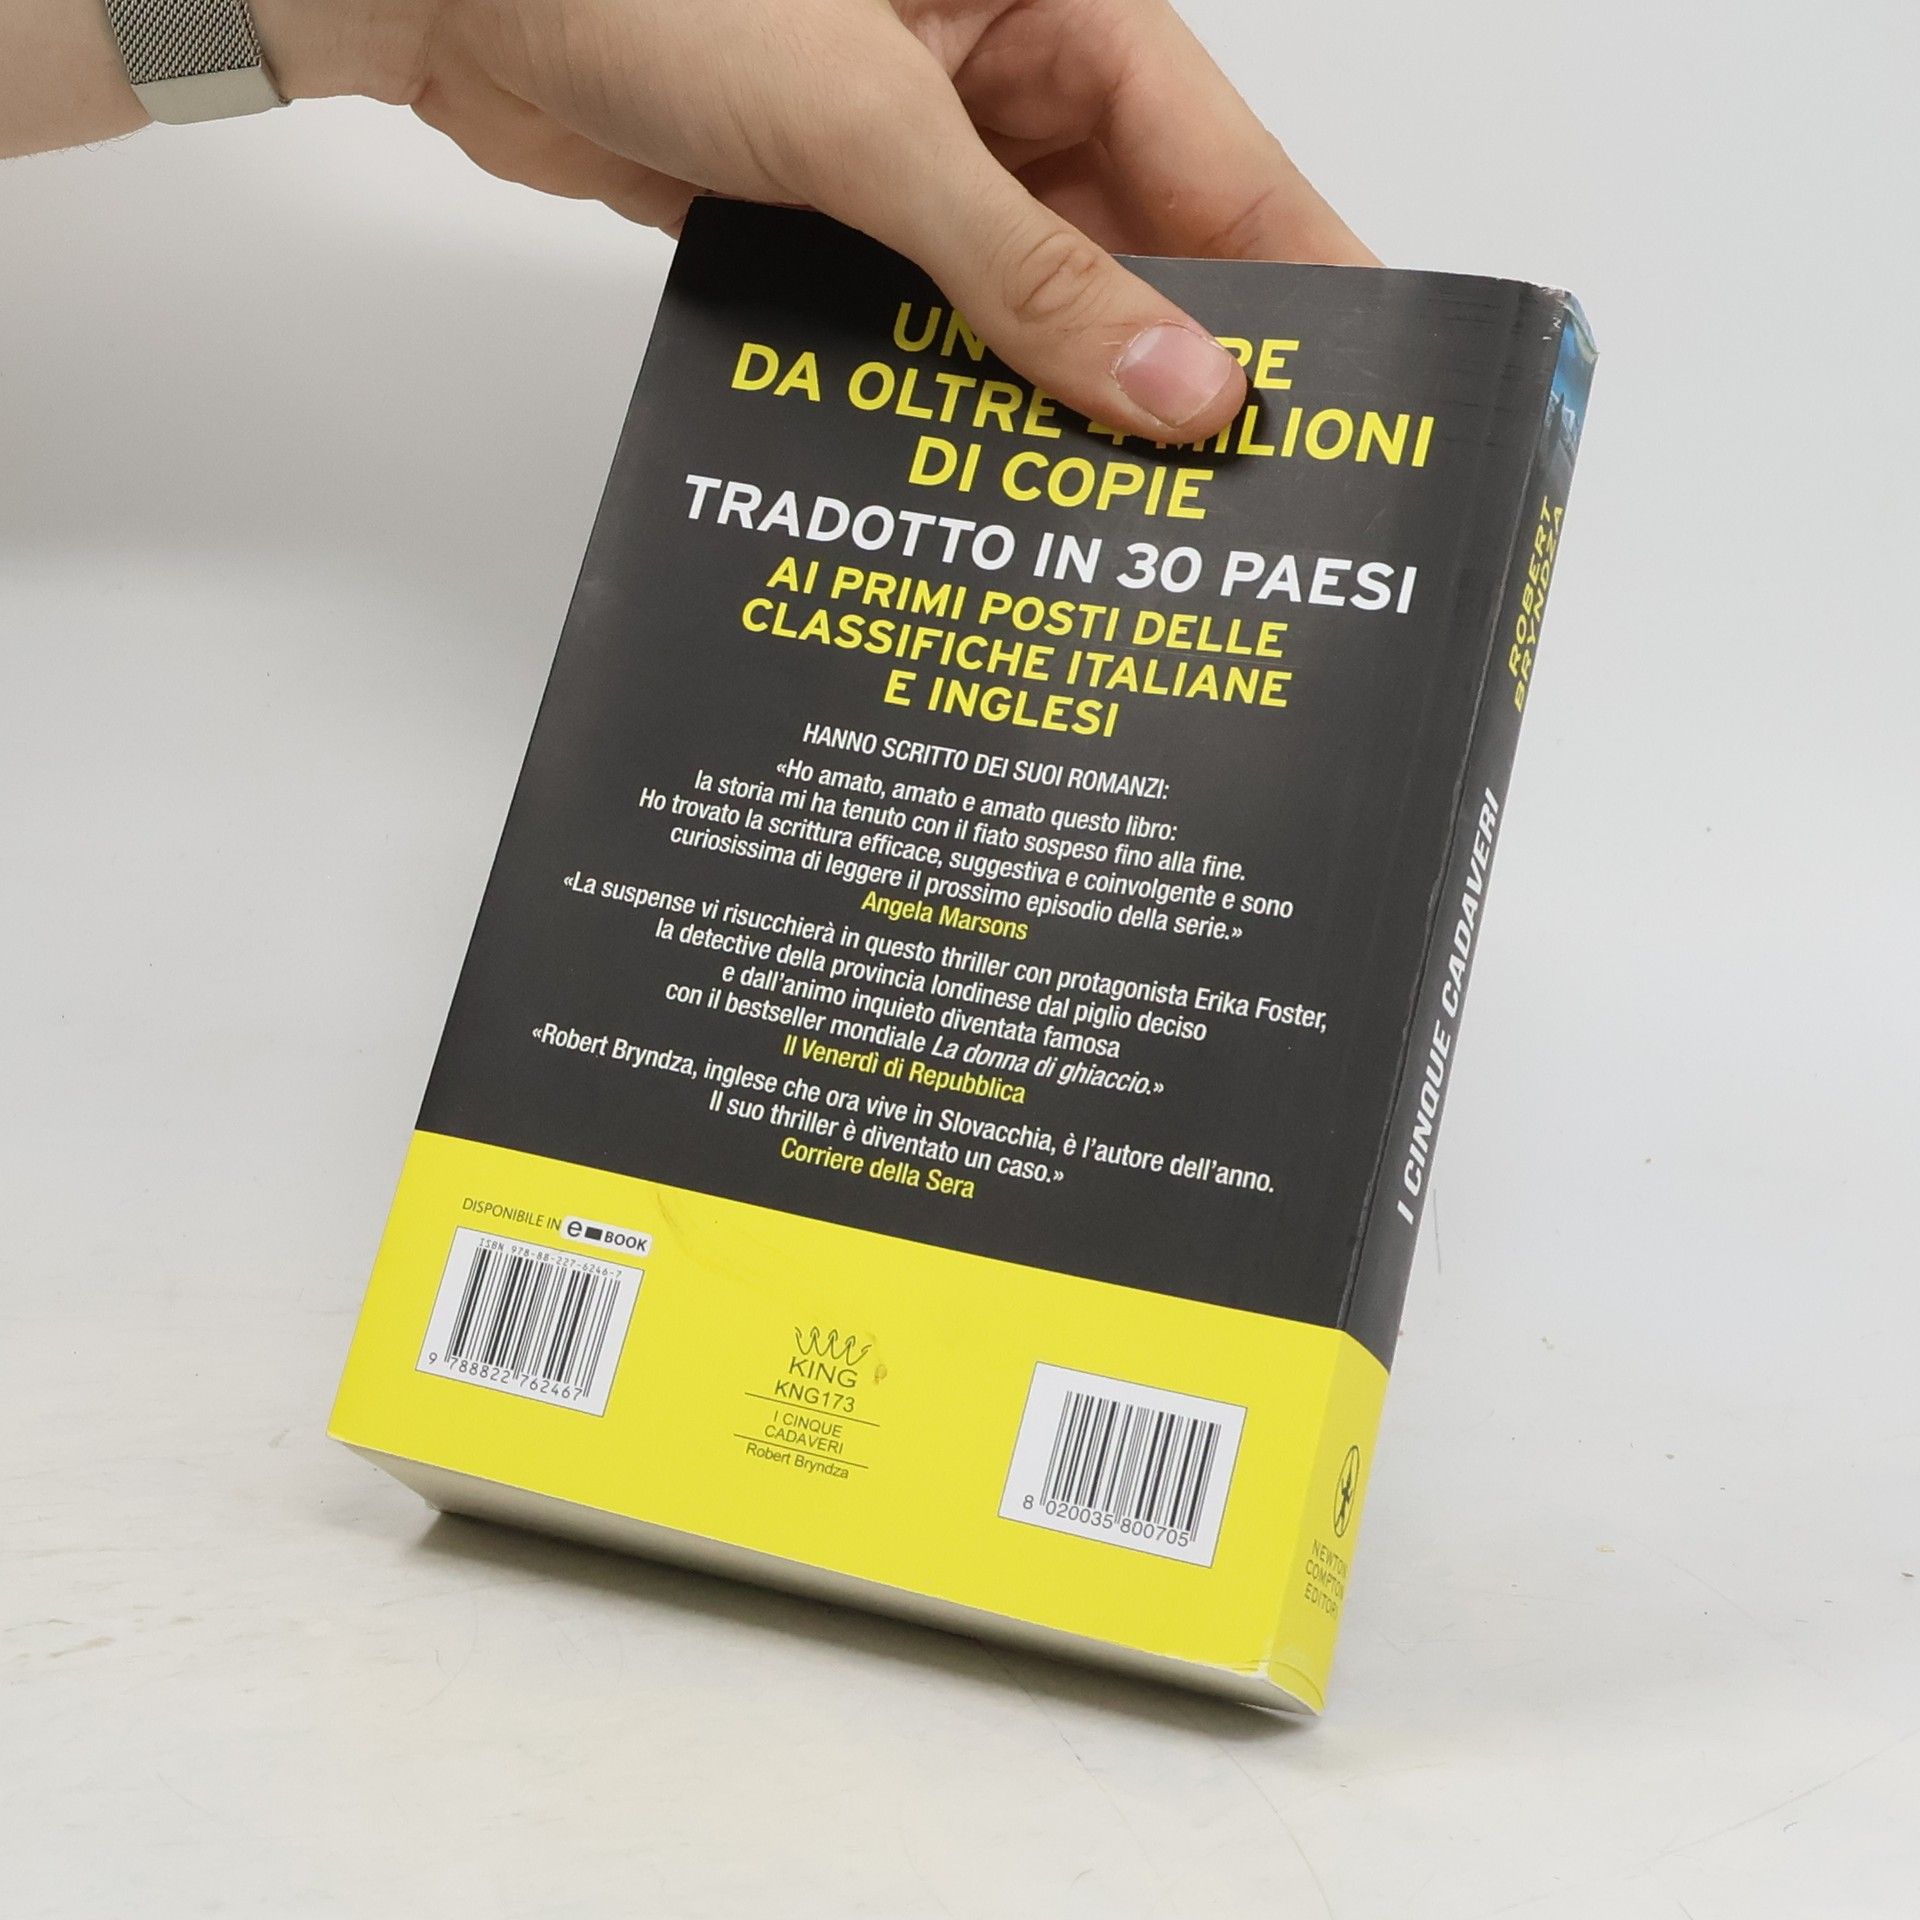 UN
DA OLTRE 4 MILIONI
DI COPIE
TRADOTTO IN 30 PAESI
AI PRIMI POSTI DELLE
CLASSIFICHE ITALIANE
E INGLESI
HANNO SCRITTO DEI SUOI ROMANZI:
«Ho amato, amato e amato questo libro:
la storia mi ha tenuto con il fiato sospeso fino alla fine.
Ho trovato la scrittura efficace, suggestiva e coinvolgente e sono
curiosissima di leggere il prossimo episodio della serie.»
Angela Marsons
«La suspense vi risucchierà in questo thriller con protagonista Erika Foster,
la detective della provincia londinese dal piglio deciso
e dall'animo inquieto diventata famosa
con il bestseller mondiale La donna di ghiaccio.»
Il Venerdì di Repubblica
«Robert Bryndza, inglese che ora vive in Slovacchia, è l'autore dell'anno.
Il suo thriller è diventato un caso.»
Corriere della Sera
DISPONIBILE IN e BOOK
ISBN 978-88-227-6246-7
9 788822 762467
KING
KNG173
I CINQUE
CADAVERI
Robert Bryndza
8 020035 800705
ROBERT
BRYNDZA
I CINQUE CADAVERI
NEWTON
COMPTON
EDITORI